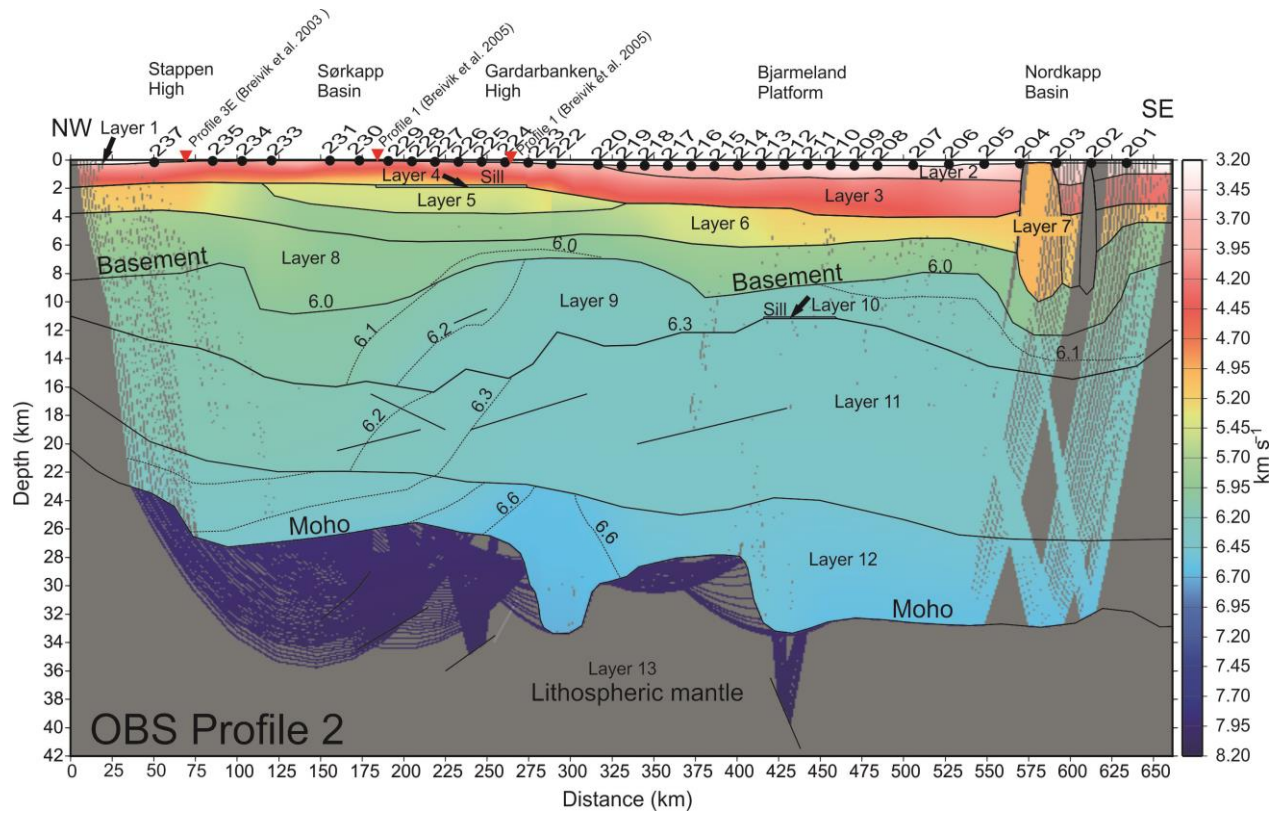 Profile 3E (Breivik et al. 2003 )
Profile 1 (Breivik et al. 2005)
Profile 1 (Breivik et al. 2005)
Stappen
High
Sørkapp
Basin
Gardarbanken
High
Bjarmeland
Platform
Nordkapp
Basin
NW
SE
Layer 1
237
235
234
233
231
230
229
228
227
226
225
224
223
222
220
219
218
217
216
215
214
213
212
211
210
209
208
207
206
205
204
203
202
201
0
2
4
6
8
10
12
14
16
18
20
22
24
26
28
30
32
34
36
38
40
42
Depth (km)
Layer 2
Layer 4
Sill
Layer 3
Layer 5
Layer 6
Layer 7
Layer 8
6.0
Basement
6.0
Basement
6.0
Layer 9
Sill
Layer 10
6.1
6.2
6.3
6.1
6.2
6.3
Layer 11
6.6
6.6
Moho
Layer 12
Moho
Layer 13
Lithospheric mantle
OBS Profile 2
0
25
50
75
100
125
150
175
200
225
250
275
300
325
350
375
400
425
450
475
500
525
550
575
600
625
650
Distance (km)
3.20
3.45
3.70
3.95
4.20
4.45
4.70
4.95
5.20
5.45
5.70
5.95
6.20
6.45
6.70
6.95
7.20
7.45
7.70
7.95
8.20
km s⁻¹